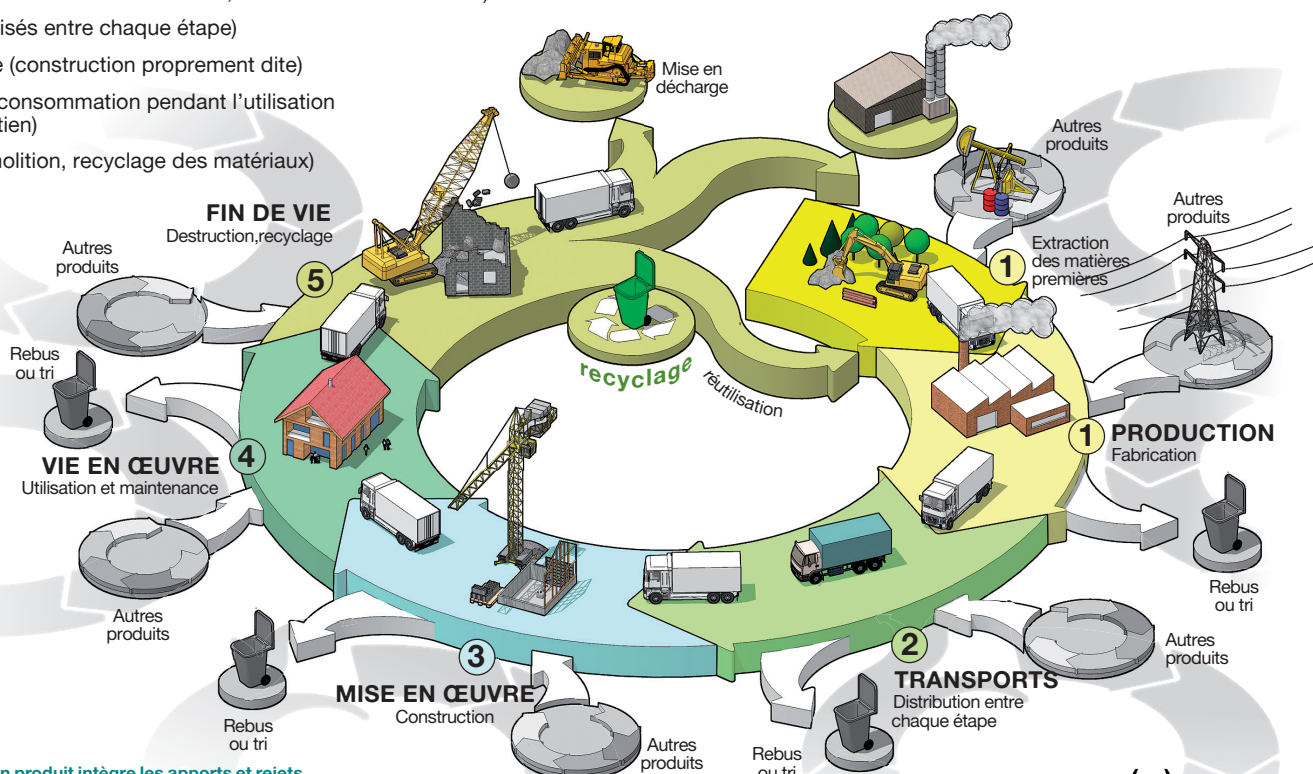 isés entre chaque étape)
(construction proprement dite)
consommation pendant l'utilisation
tien)
olition, recyclage des matériaux)
Mise en
décharge
Autres
produits
Autres
produits
FIN DE VIE
Destruction,recyclage
5
Autres
produits
1
Extraction
des matières
premières
Rebus
ou tri
recyclage
réutilisation
VIE EN ŒUVRE
4
Utilisation et maintenance
1
PRODUCTION
Fabrication
Autres
produits
Rebus
ou tri
3
MISE EN ŒUVRE
Construction
Rebus
ou tri
Autres
produits
2
TRANSPORTS
Distribution entre
chaque étape
Autres
produits
Rebus
ou tri
n produit intègre les apports et rejets